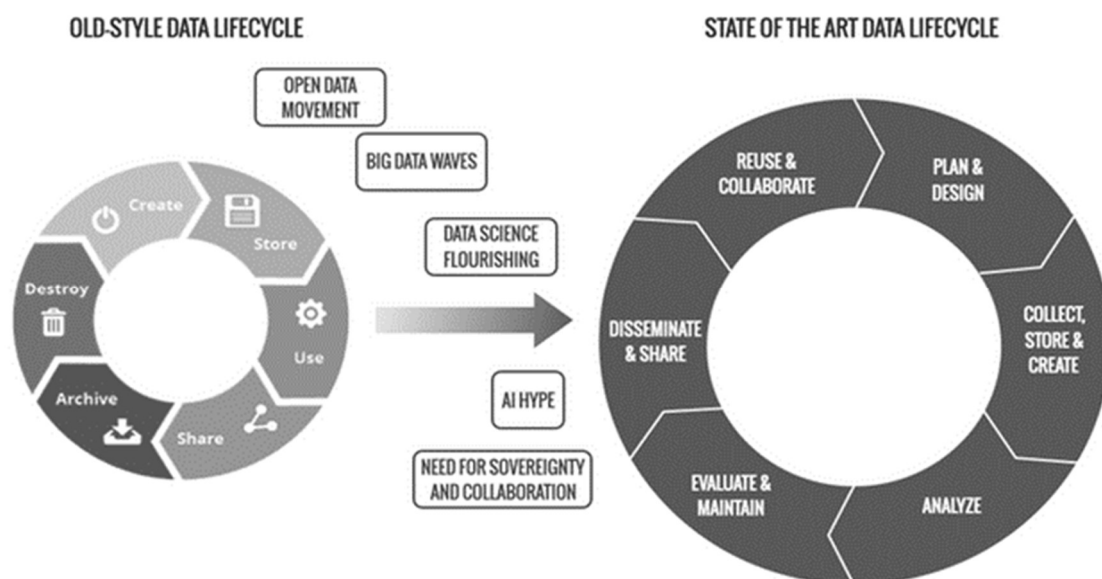 OLD-STYLE DATA LIFECYCLE
STATE OF THE ART DATA LIFECYCLE
OPEN DATA
MOVEMENT
BIG DATA WAVES
DATA SCIENCE
FLOURISHING
AI HYPE
NEED FOR SOVEREIGNTY
AND COLLABORATION
Create
Store
Use
Share
Archive
Destroy
PLAN &
DESIGN
COLLECT,
STORE &
CREATE
ANALYZE
EVALUATE &
MAINTAIN
DISSEMINATE
& SHARE
REUSE &
COLLABORATE